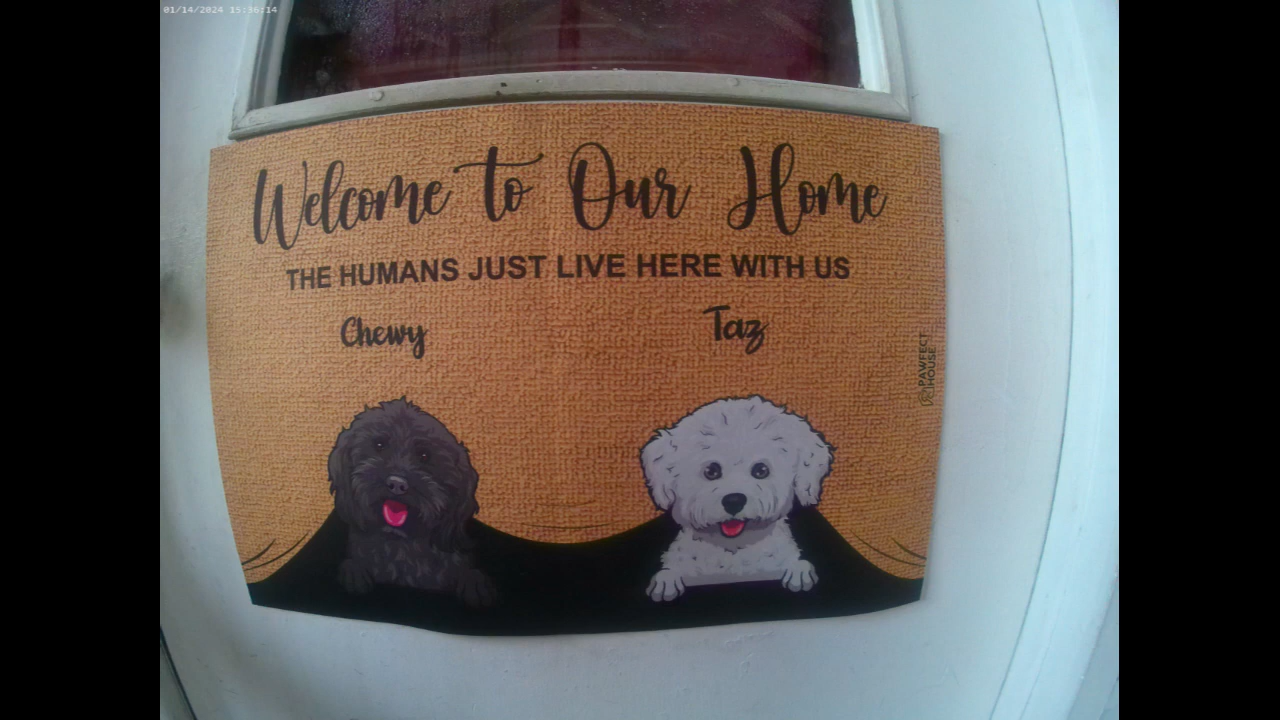 01/14/2024 15:36:14
Welcome to Our Home
THE HUMANS JUST LIVE HERE WITH US
Chewy
Taz
PAWFECT
HOUSE